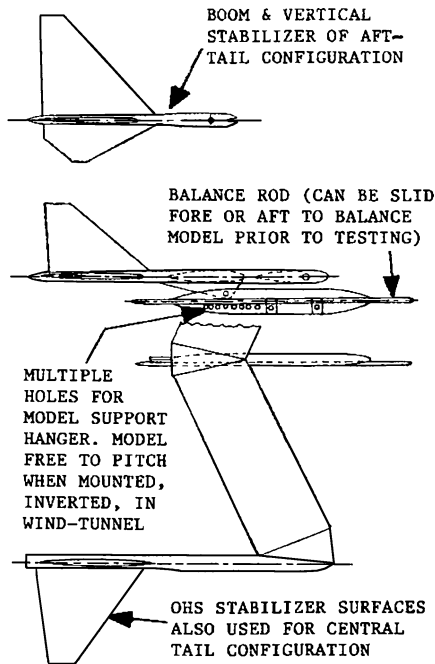 BOOM & VERTICAL
STABILIZER OF AFT-
TAIL CONFIGURATION
BALANCE ROD (CAN BE SLID
FORE OR AFT TO BALANCE
MODEL PRIOR TO TESTING)
MULTIPLE
HOLES FOR
MODEL SUPPORT
HANGER. MODEL
FREE TO PITCH
WHEN MOUNTED,
INVERTED, IN
WIND-TUNNEL
OHS STABILIZER SURFACES
ALSO USED FOR CENTRAL
TAIL CONFIGURATION